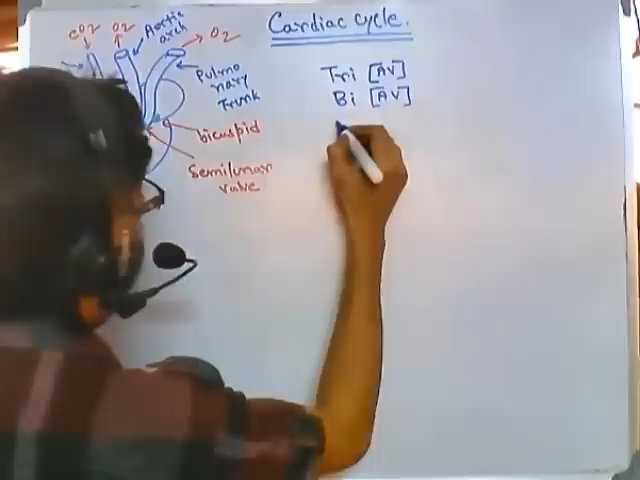 Cardiac cycle.
CO2 O2 Aortic
arch
O2
Pulmo
nary
Trunk
bicuspid
Semilunar
valve
Tri [AV]
Bi [AV]